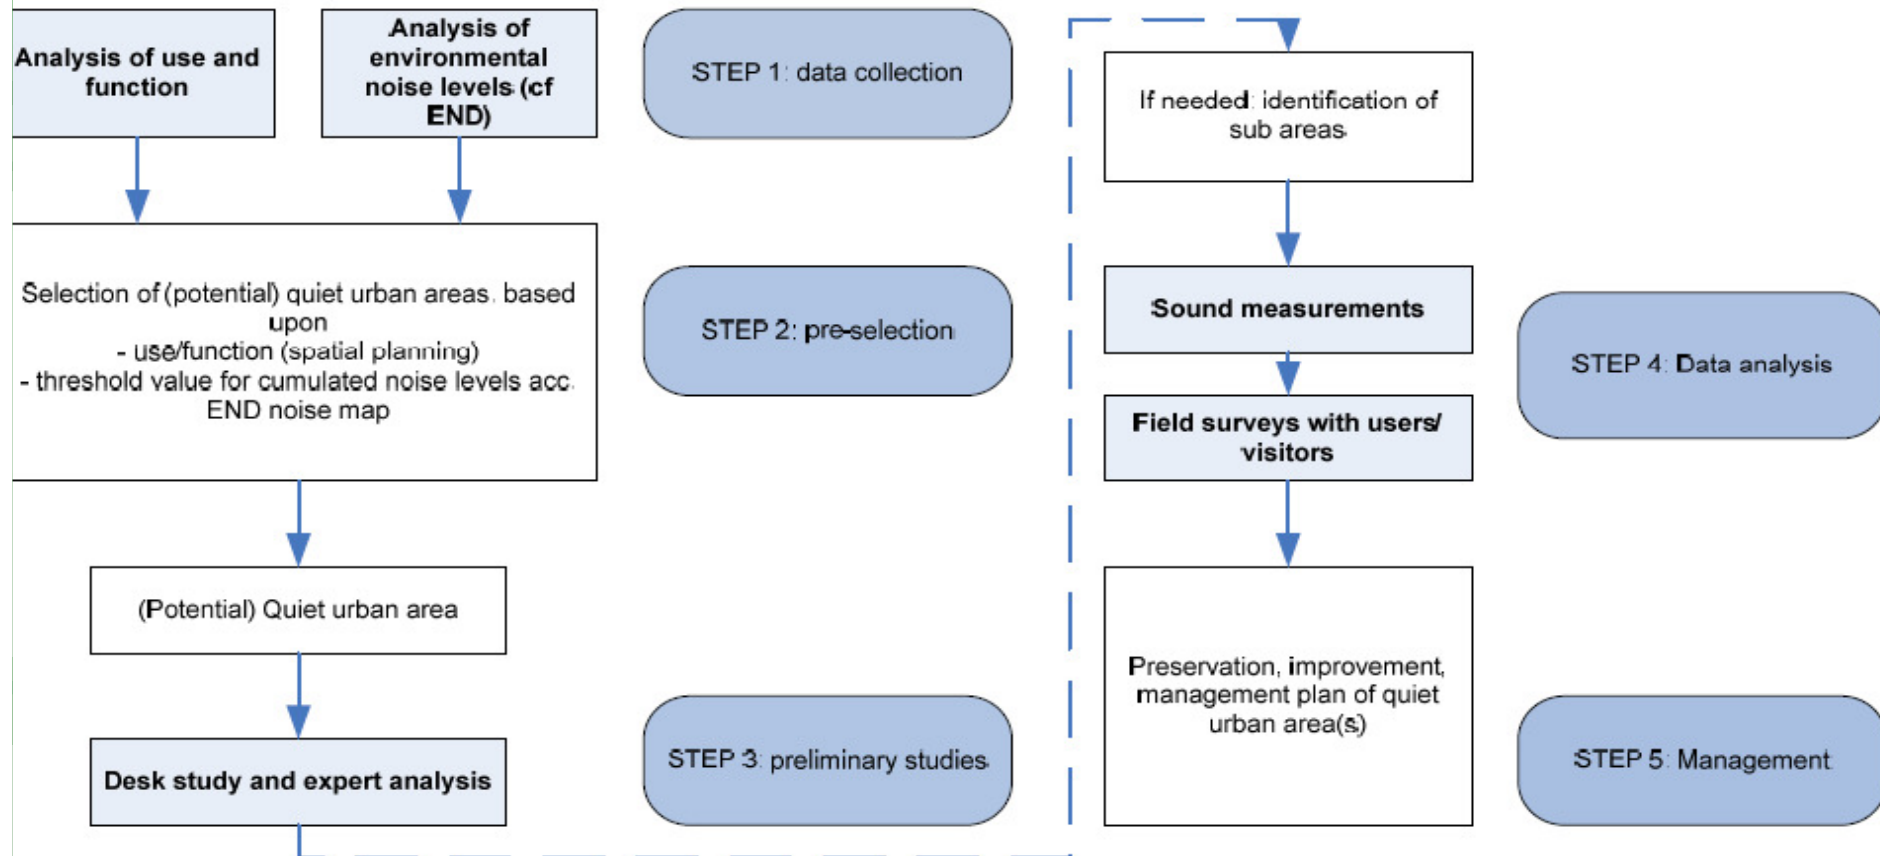 Analysis of use and
function
Analysis of
environmental
noise levels (cf
END)
STEP 1: data collection
Selection of (potential) quiet urban areas, based
upon
- use/function (spatial planning)
- threshold value for cumulated noise levels acc.
END noise map
STEP 2: pre-selection
(Potential) Quiet urban area
Desk study and expert analysis
STEP 3: preliminary studies
If needed: identification of
sub areas
Sound measurements
Field surveys with users/
visitors
STEP 4: Data analysis
Preservation, improvement,
management plan of quiet
urban area(s)
STEP 5: Management